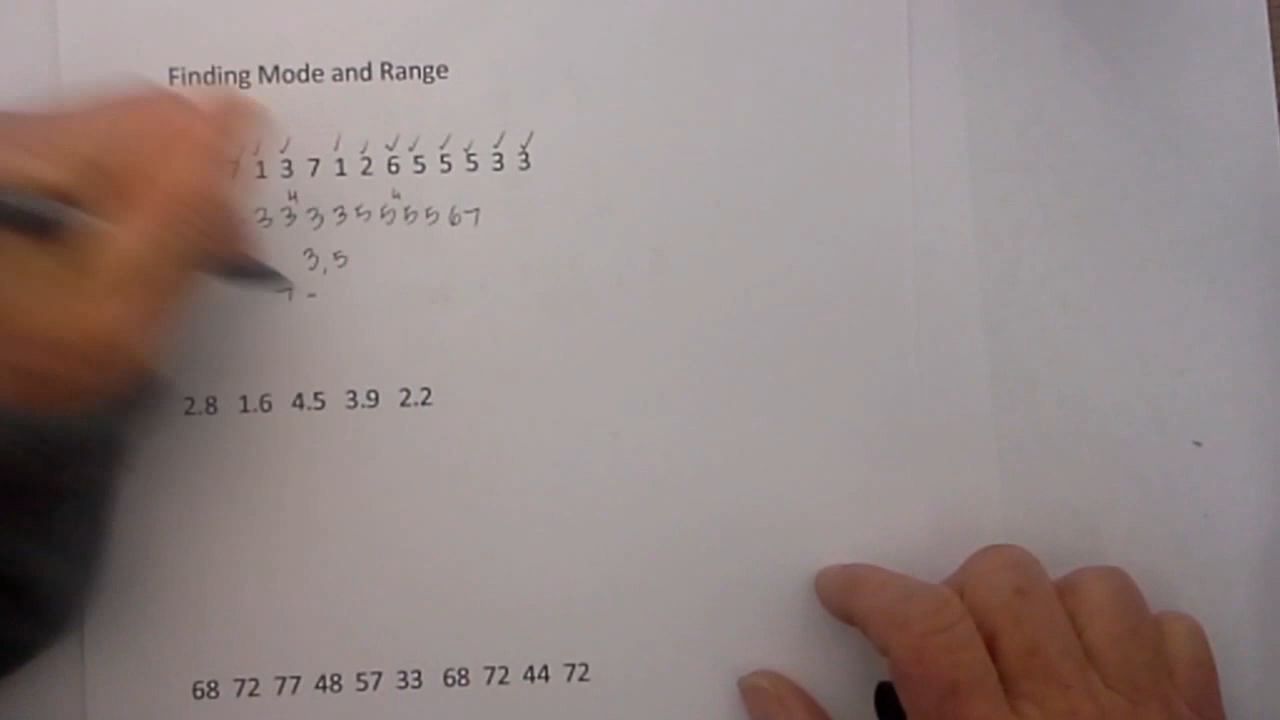 Finding Mode and Range
1 3 7 1 2 6 5 5 5 3 3
4 4
3 3 3 3 5 5 5 5 6 7
3,5
7 -
2.8 1.6 4.5 3.9 2.2
68 72 77 48 57 33 68 72 44 72